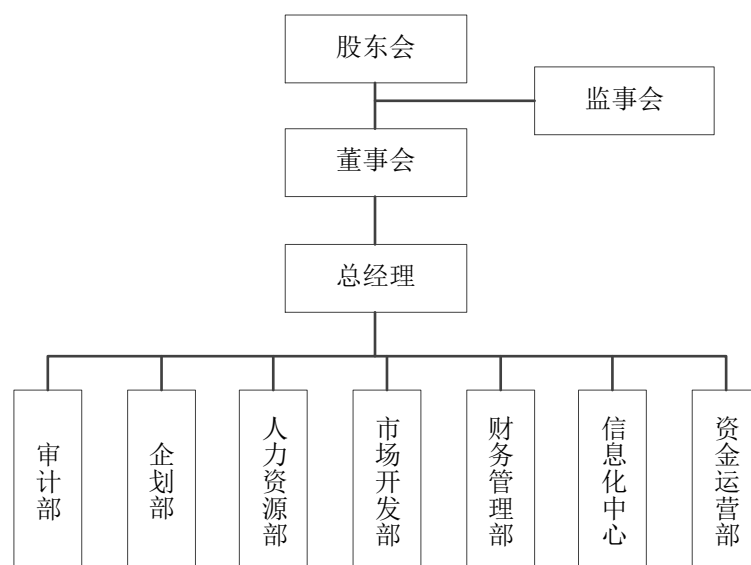 股东会
监事会
董事会
总经理
审计部
企划部
人力资源部
市场开发部
财务管理部
信息化中心
资金运营部